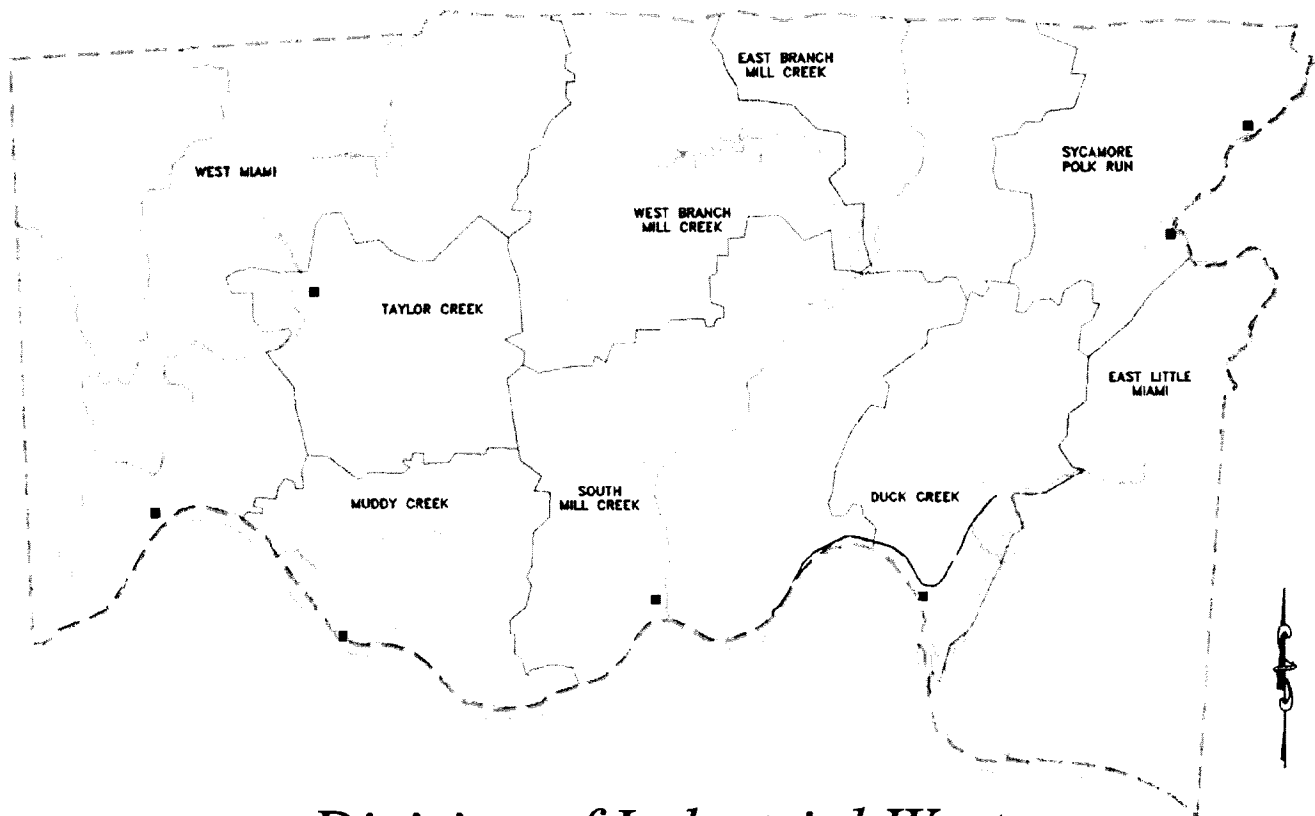 EAST BRANCH
MILL CREEK
SYCAMORE
POLK RUN
WEST MIAMI
WEST BRANCH
MILL CREEK
TAYLOR CREEK
EAST LITTLE
MIAMI
MUDDY CREEK
SOUTH
MILL CREEK
DUCK CREEK
Division of Industrial